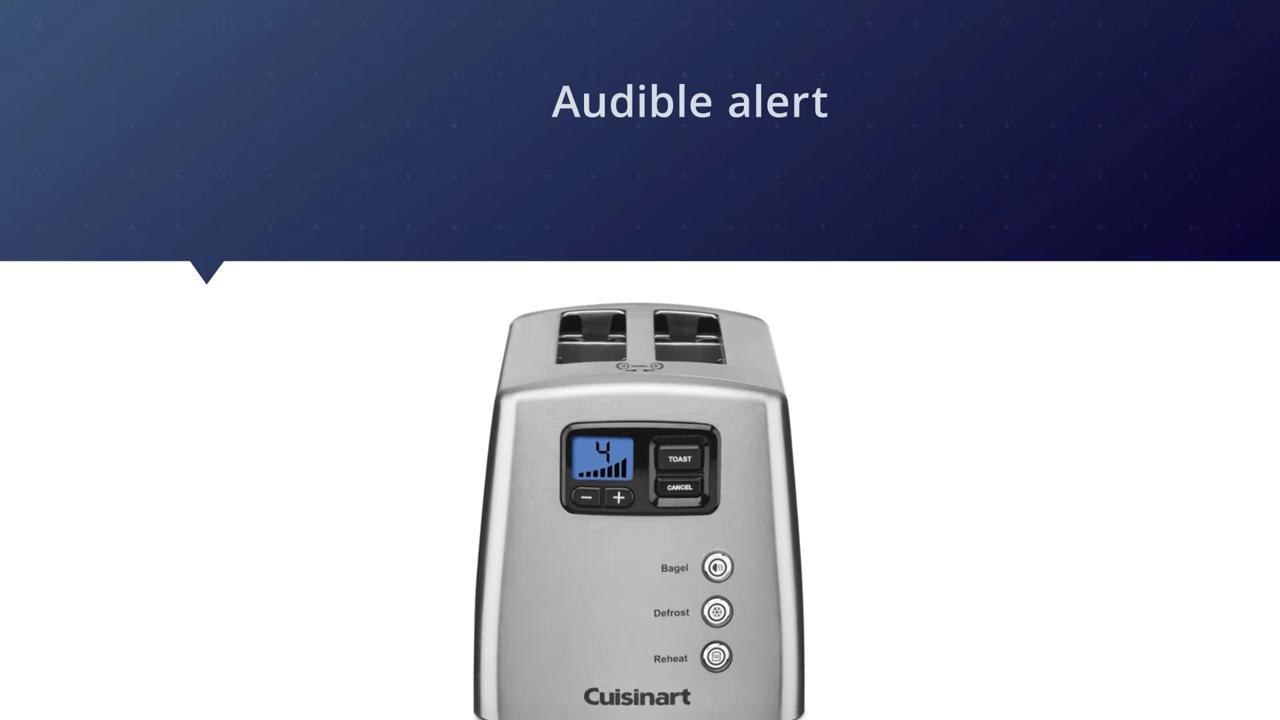 Audible alert
4
TOAST
CANCEL
Bagel
Defrost
Reheat
Cuisinart